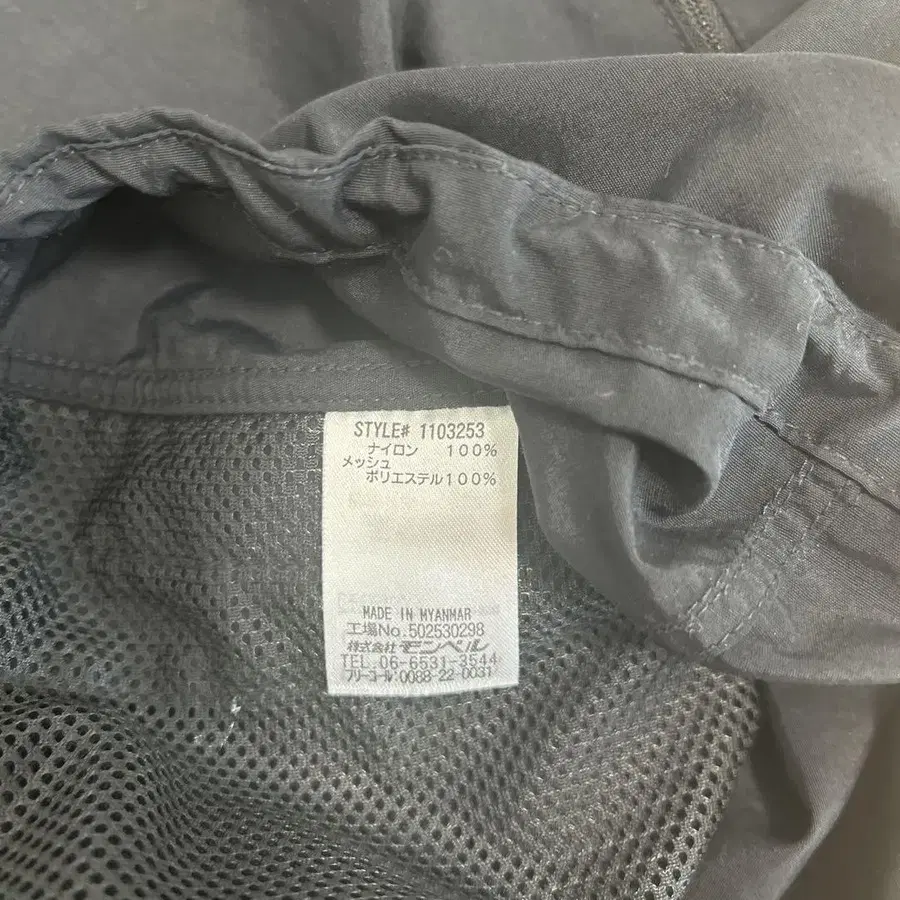 STYLE# 1103253
ナイロン 100%
メッシュ
ポリエステル100%
MADE IN MYANMAR
工場No.502530298
株式会社 モンベル
TEL.06-6531-3544
フリーコール:0088-22-0031